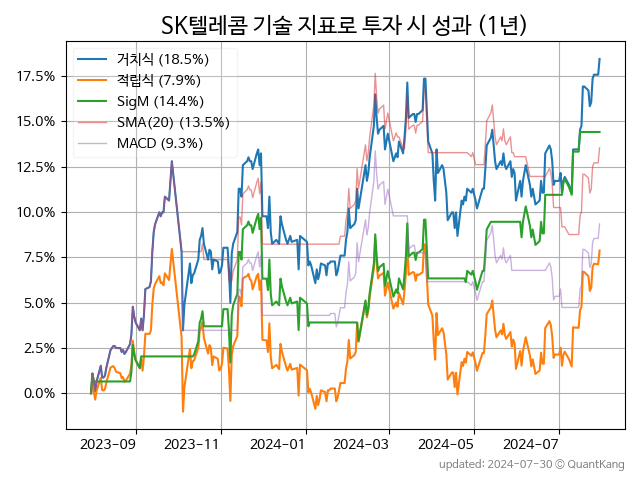 SK텔레콤 기술 지표로 투자 시 성과 (1년)
거치식 (18.5%)
적립식 (7.9%)
SigM (14.4%)
SMA(20) (13.5%)
MACD (9.3%)
17.5%
15.0%
12.5%
10.0%
7.5%
5.0%
2.5%
0.0%
2023-09 2023-11 2024-01 2024-03 2024-05 2024-07
updated: 2024-07-30 © QuantKang